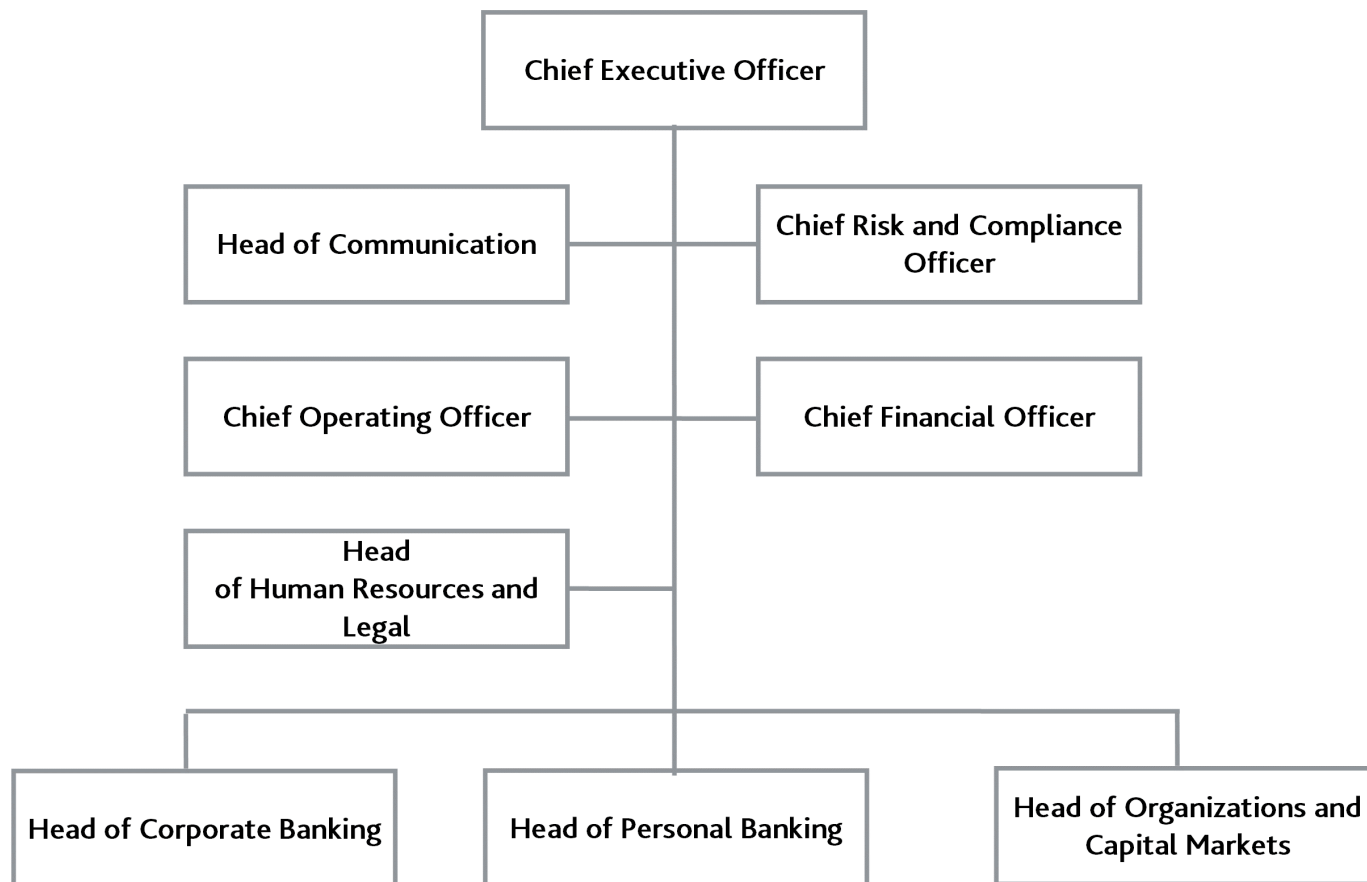 Chief Executive Officer
Head of Communication
Chief Risk and Compliance
Officer
Chief Operating Officer
Chief Financial Officer
Head
of Human Resources and
Legal
Head of Corporate Banking
Head of Personal Banking
Head of Organizations and
Capital Markets